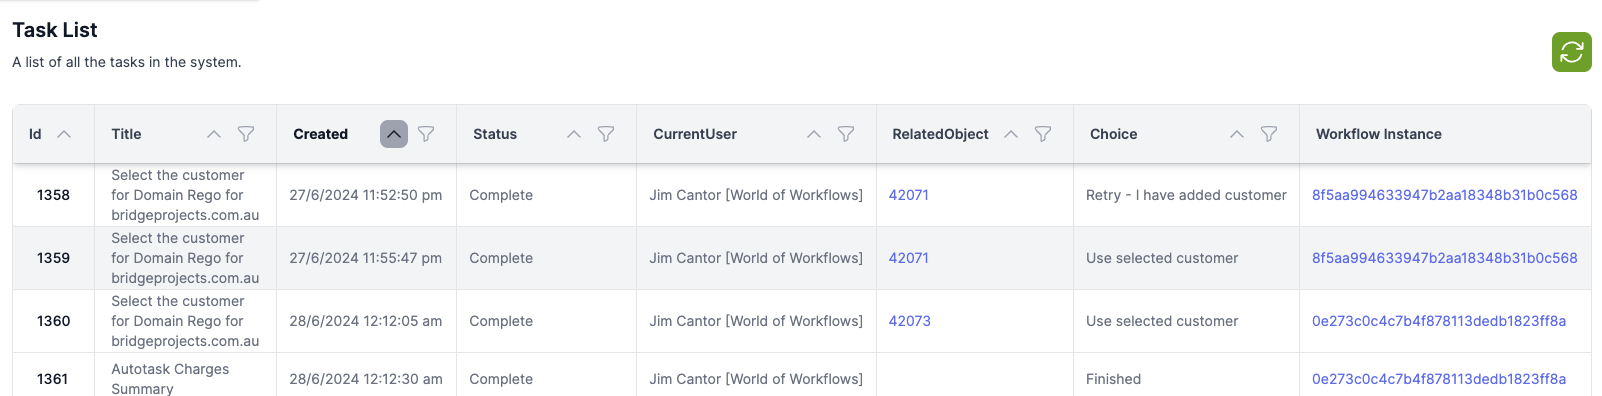 Task List
A list of all the tasks in the system.
Id Title Created Status CurrentUser RelatedObject Choice Workflow Instance
Select the customer
1358 for Domain Rego for 27/6/2024 11:52:50 pm Complete Jim Cantor [World of Workflows] 42071 Retry - I have added customer 8f5aa994633947b2aa18348b31b0c568
bridgeprojects.com.au
Select the customer
1359 for Domain Rego for 27/6/2024 11:55:47 pm Complete Jim Cantor [World of Workflows] 42071 Use selected customer 8f5aa994633947b2aa18348b31b0c568
bridgeprojects.com.au
Select the customer
1360 for Domain Rego for 28/6/2024 12:12:05 am Complete Jim Cantor [World of Workflows] 42073 Use selected customer 0e273c0c4c7b4f878113dedb1823ff8a
bridgeprojects.com.au
Autotask Charges
1361 28/6/2024 12:12:30 am Complete Jim Cantor [World of Workflows] Finished 0e273c0c4c7b4f878113dedb1823ff8a
Summary